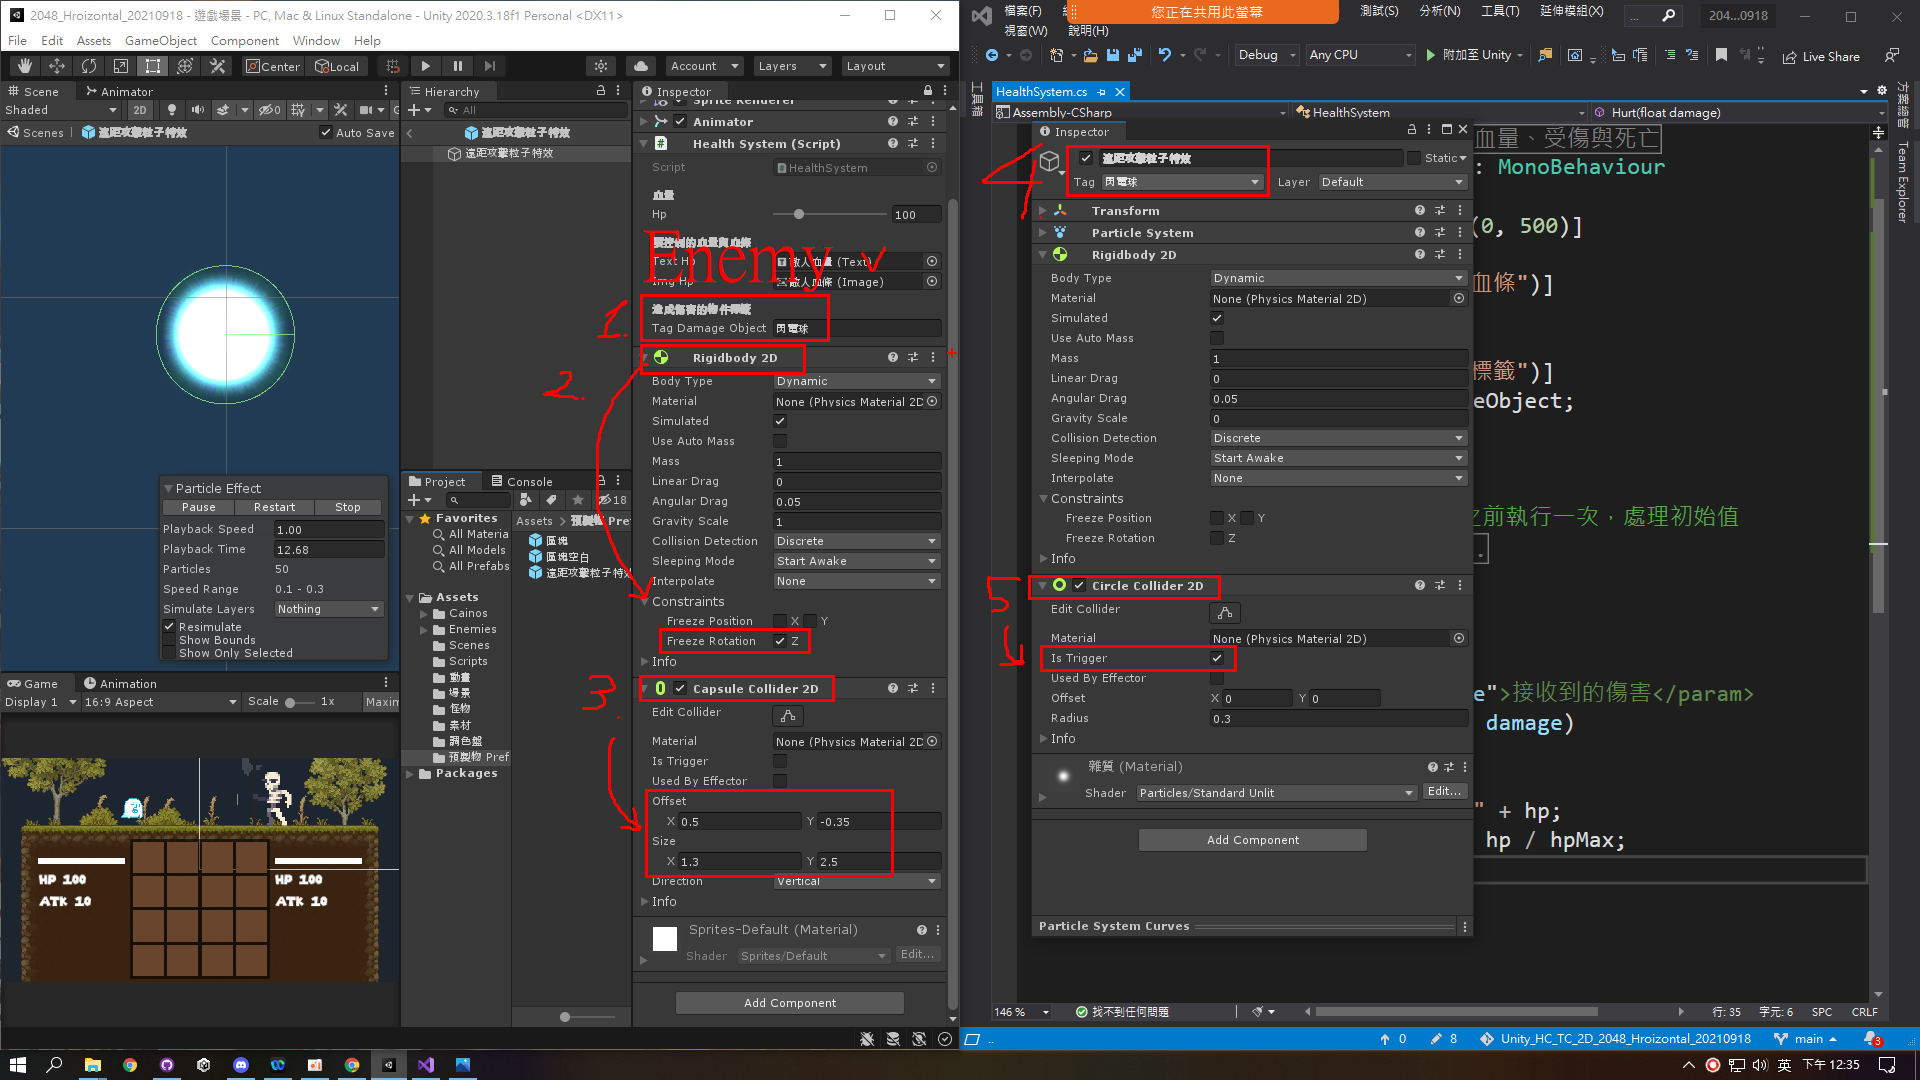 2048_Hroizontal_20210918 - 遊戲場景 - PC, Mac & Linux Standalone - Unity 2020.3.18f1 Personal <DX11>
File Edit Assets GameObject Component Window Help
Center Local Account Layers Layout
Scene Animator
Shaded 2D 0
Scenes 遠距攻擊粒子特效 Auto Save
Particle Effect
Pause Restart Stop
Playback Speed 1.00
Playback Time 12.68
Particles 50
Speed Range 0.1 - 0.3
Simulate Layers Nothing
Resimulate
Show Bounds
Show Only Selected
Game Animation
Display 1 16:9 Aspect Scale 1x Maxim
HP 100 HP 100
ATK 10 ATK 10
Hierarchy
All
遠距攻擊粒子特效
遠距攻擊粒子特效
Project Console
18
Favorites
All Materia
All Models
All Prefabs
Assets
Cainos
Enemies
Scenes
Scripts
動畫
場景
怪物
素材
調色盤
預製物 Pref
Packages
Assets > 預製物 Pre
區塊
區塊空白
遠距攻擊粒子特效
Inspector
Sprite Renderer
Animator
Health System (Script)
Script HealthSystem
血量
Hp 100
要控制的血量與血條
Text Hp 敵人血量 (Text)
Img Hp 敵人血條 (Image)
Enemy
造成傷害的物件標籤
Tag Damage Object 閃電球
1.
Rigidbody 2D
2.
Body Type Dynamic
Material None (Physics Material 2D
Simulated
Use Auto Mass
Mass 1
Linear Drag 0
Angular Drag 0.05
Gravity Scale 1
Collision Detection Discrete
Sleeping Mode Start Awake
Interpolate None
Constraints
Freeze Position X Y
Freeze Rotation Z
Info
3.
Capsule Collider 2D
Edit Collider
Material None (Physics Material 2D
Is Trigger
Used By Effector
Offset
X 0.5 Y -0.35
Size
X 1.3 Y 2.5
Direction Vertical
Info
Sprites-Default (Material)
Shader Sprites/Default Edit...
Add Component
檔案(F) 測試(S) 分析(N) 工具(T) 延伸模組(X) ... 204...0918
您正在共用此螢幕
視窗(W) 說明(H)
Debug Any CPU 附加至 Unity Live Share
工具箱
HealthSystem.cs
Assembly-CSharp HealthSystem Hurt(float damage)
方案總管
Team Explorer
血量、受傷與死亡
: MonoBehaviour
(0, 500)]
血條")]
標籤")]
eObject;
之前執行一次，處理初始值
e">接收到的傷害</param>
damage)
" + hp;
hp / hpMax;
Inspector
4
遠距攻擊粒子特效 Static
Tag 閃電球 Layer Default
Transform
Particle System
Rigidbody 2D
Body Type Dynamic
Material None (Physics Material 2D)
Simulated
Use Auto Mass
Mass 1
Linear Drag 0
Angular Drag 0.05
Gravity Scale 0
Collision Detection Discrete
Sleeping Mode Start Awake
Interpolate None
Constraints
Freeze Position X Y
Freeze Rotation Z
Info
5
Circle Collider 2D
Edit Collider
Material None (Physics Material 2D)
Is Trigger
Used By Effector
Offset X 0 Y 0
Radius 0.3
Info
雜質 (Material)
Shader Particles/Standard Unlit Edit...
Add Component
Particle System Curves
146 % 找不到任何問題 行: 35 字元: 6 SPC CRLF
0 8 Unity_HC_TC_2D_2048_Hroizontal_20210918 main 3
英 下午 12:35